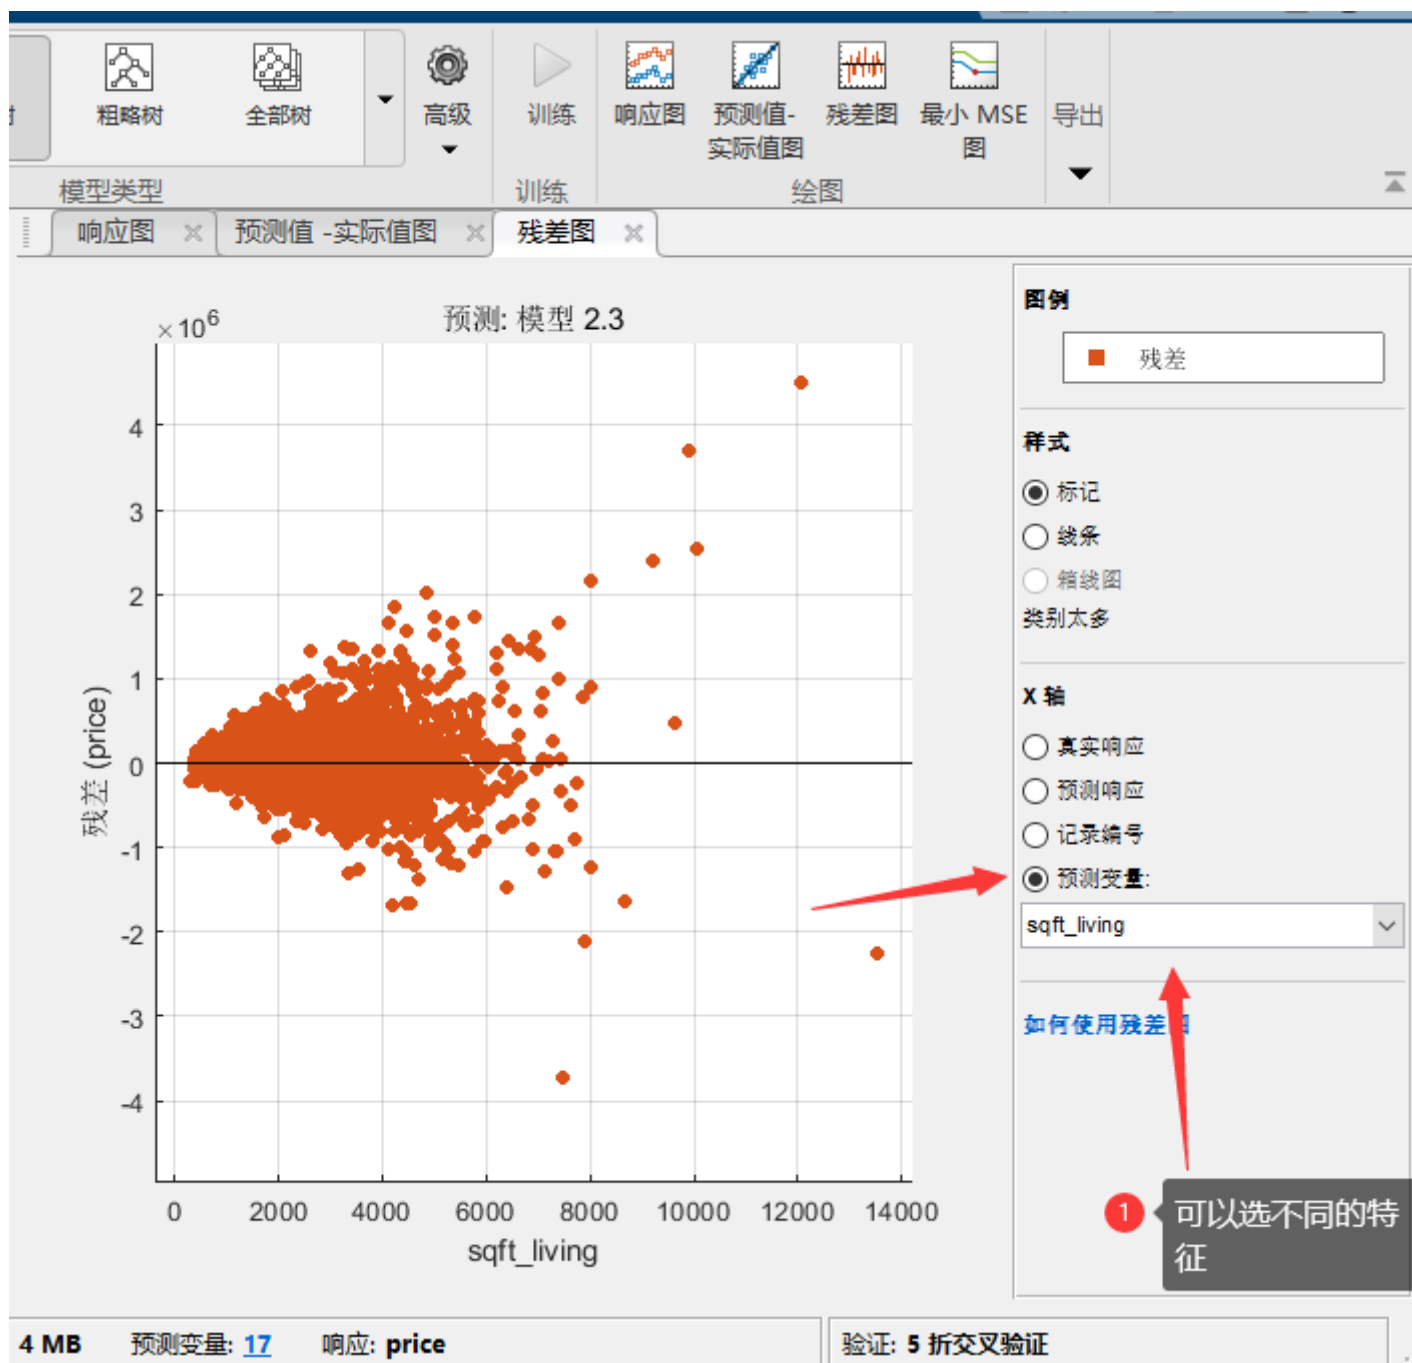 粗略树
全部树
高级
训练
响应图
预测值-
实际值图
残差图
最小 MSE
图
导出
模型类型
训练
绘图
响应图
预测值 -实际值图
残差图
×10⁶
预测: 模型 2.3
4
3
2
1
0
-1
-2
-3
-4
残差 (price)
0 2000 4000 6000 8000 10000 12000 14000
sqft_living
图例
残差
样式
标记
线条
箱线图
类别太多
X 轴
真实响应
预测响应
记录编号
预测变量:
sqft_living
如何使用残差图
1
可以选不同的特
征
4 MB 预测变量: 17 响应: price
验证: 5 折交叉验证